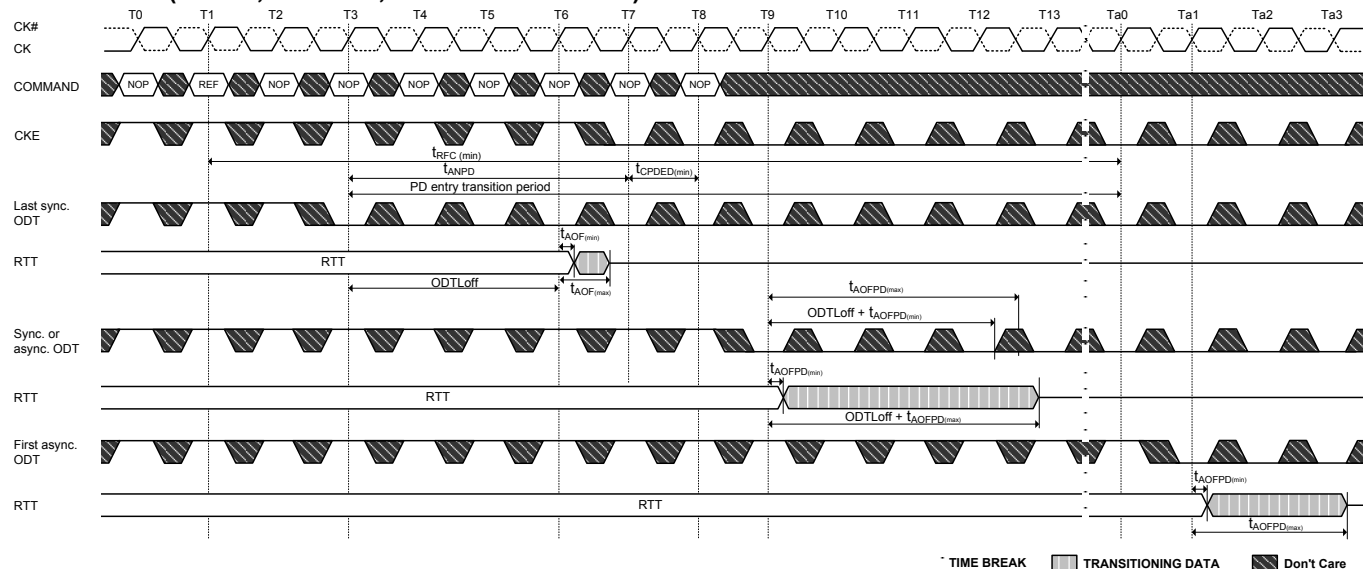 T0 T1 T2 T3 T4 T5 T6 T7 T8 T9 T10 T11 T12 T13 Ta0 Ta1 Ta2 Ta3
CK#
CK
COMMAND NOP REF NOP NOP NOP NOP NOP NOP NOP
CKE
tRFC (min)
tANPD tCPDED(min)
PD entry transition period
Last sync.
ODT
tAOF(min)
RTT RTT
ODTLoff tAOF(max)
tAOFPD(max)
ODTLoff + tAOFPD(min)
Sync. or
async. ODT
tAOFPD(min)
RTT RTT
ODTLoff + tAOFPD(max)
First async.
ODT
tAOFPD(min)
RTT RTT
tAOFPD(max)
TIME BREAK TRANSITIONING DATA Don't Care